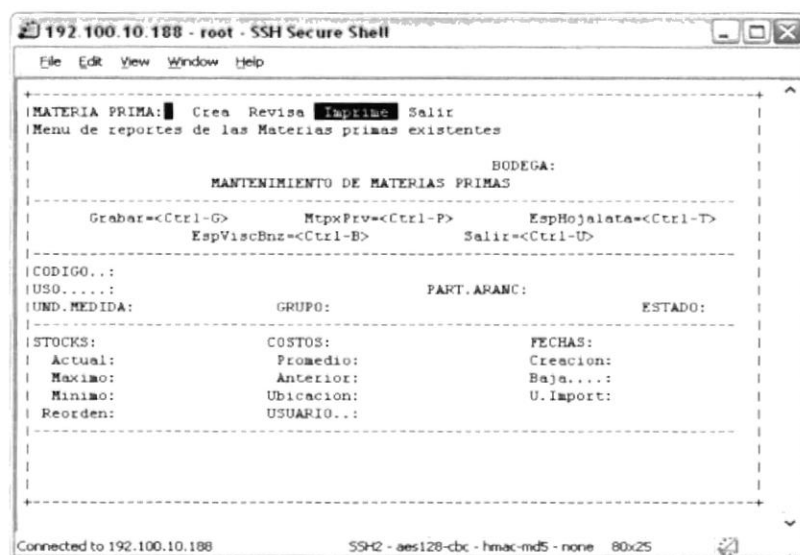 192.100.10.188 - root - SSH Secure Shell
File Edit View Window Help
MATERIA PRIMA: Crea Revisa Imprime Salir
Menu de reportes de las Materias primas existentes
BODEGA:
MANTENIMIENTO DE MATERIAS PRIMAS
Grabar=<Ctrl-G> MtpxPrv=<Ctrl-P> EspHojalata=<Ctrl-T>
EspViscBnz=<Ctrl-B> Salir=<Ctrl-U>
CODIGO..:
USO.....: PART.ARANC:
UND.MEDIDA: GRUPO: ESTADO:
STOCKS: COSTOS: FECHAS:
Actual: Promedio: Creacion:
Maximo: Anterior: Baja....:
Minimo: Ubicacion: U.Import:
Reorden: USUARIO..:
Connected to 192.100.10.188 SSH2 - aes128-cbc - hmac-md5 - none 80x25